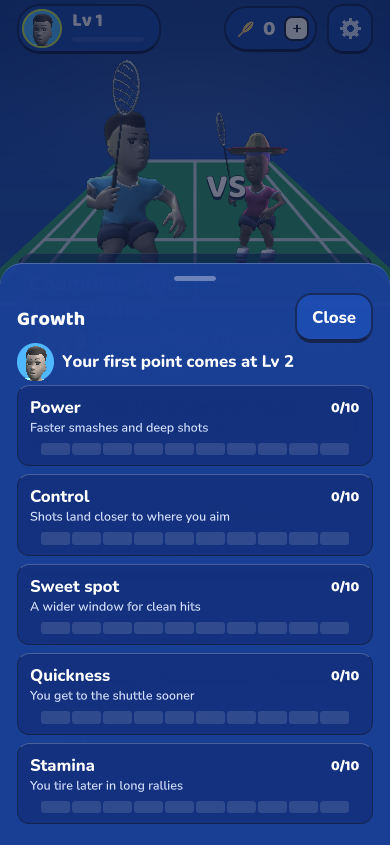 Lv 1
0
+
VS
Growth
Close
Your first point comes at Lv 2
Power
0/10
Faster smashes and deep shots
Control
0/10
Shots land closer to where you aim
Sweet spot
0/10
A wider window for clean hits
Quickness
0/10
You get to the shuttle sooner
Stamina
0/10
You tire later in long rallies